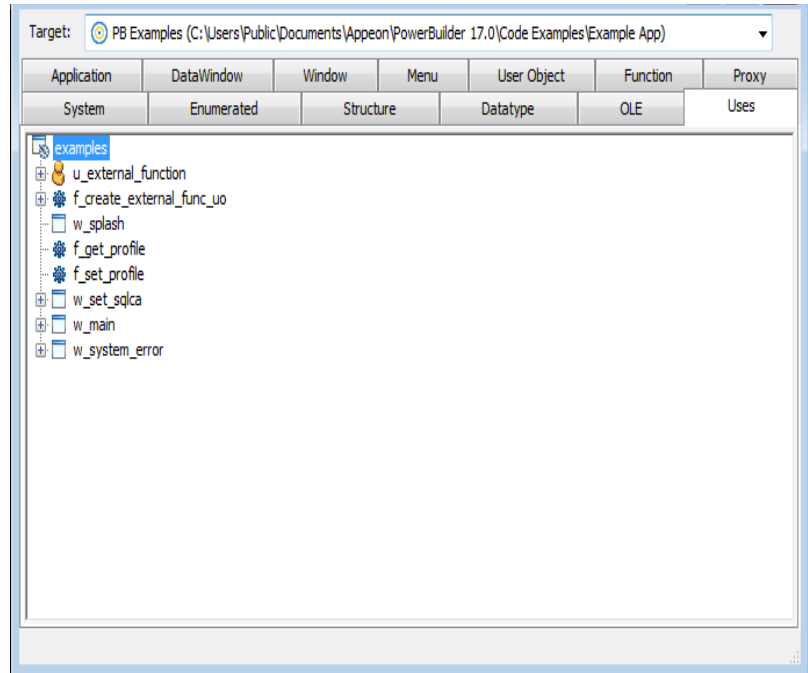 Target: PB Examples (C:\Users\Public\Documents\Appeon\PowerBuilder 17.0\Code Examples\Example App)
Application DataWindow Window Menu User Object Function Proxy
System Enumerated Structure Datatype OLE Uses
examples
u_external_function
f_create_external_func_uo
w_splash
f_get_profile
f_set_profile
w_set_sqlca
w_main
w_system_error